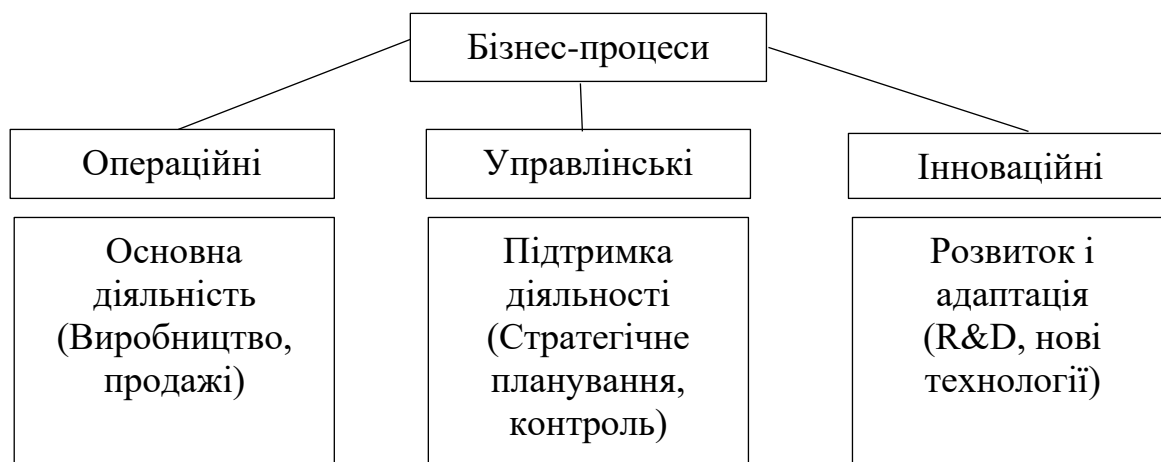 Бізнес-процеси
Операційні
Управлінські
Інноваційні
Основна
діяльність
(Виробництво,
продажі)
Підтримка
діяльності
(Стратегічне
планування,
контроль)
Розвиток і
адаптація
(R&D, нові
технології)